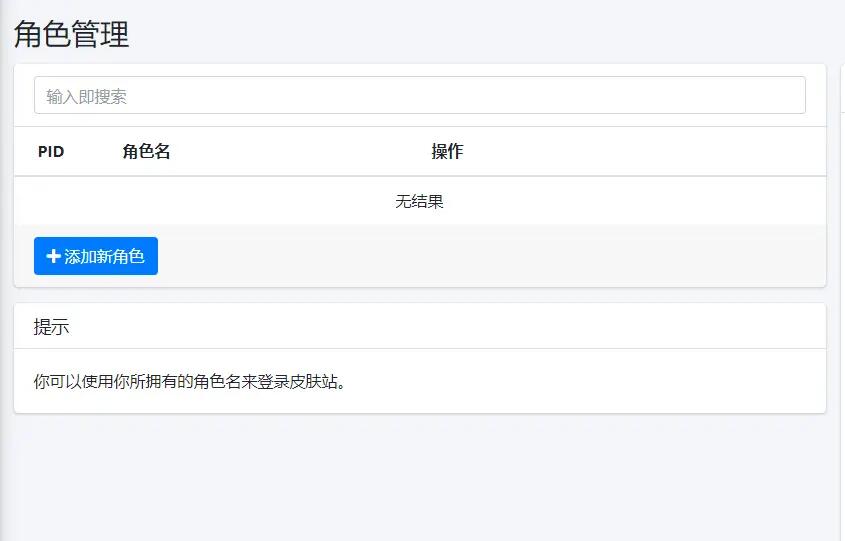 角色管理
输入即搜索
PID 角色名 操作
无结果
添加新角色
提示
你可以使用你所拥有的角色名来登录皮肤站。